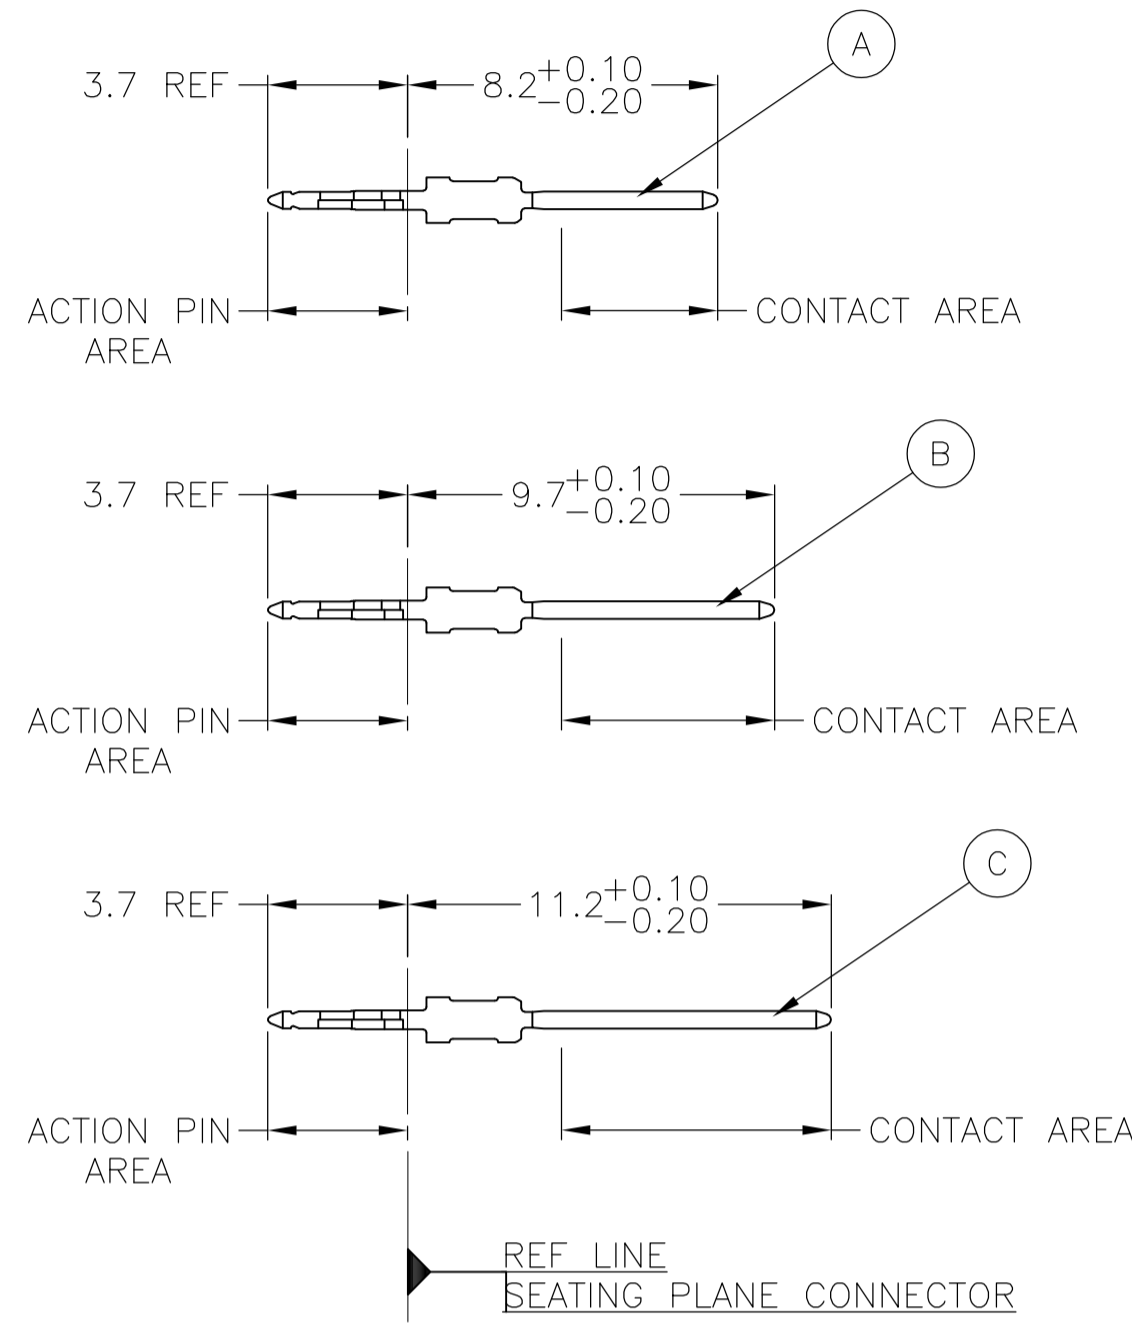 A
3.7 REF 8.2 +0.10
−0.20
ACTION PIN
AREA
CONTACT AREA
B
3.7 REF 9.7 +0.10
−0.20
ACTION PIN
AREA
CONTACT AREA
C
3.7 REF 11.2 +0.10
−0.20
ACTION PIN
AREA
CONTACT AREA
REF LINE
SEATING PLANE CONNECTOR